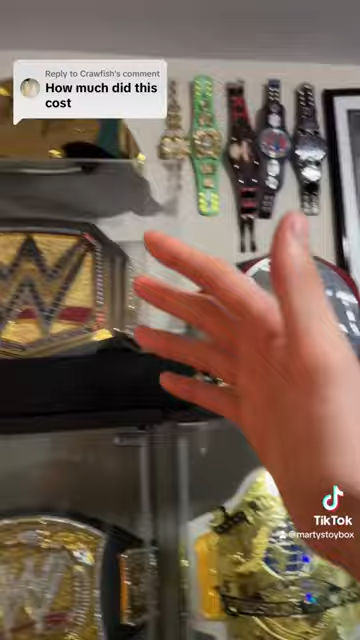 Reply to Crawfish's comment
How much did this
cost
TikTok
@martystoybox